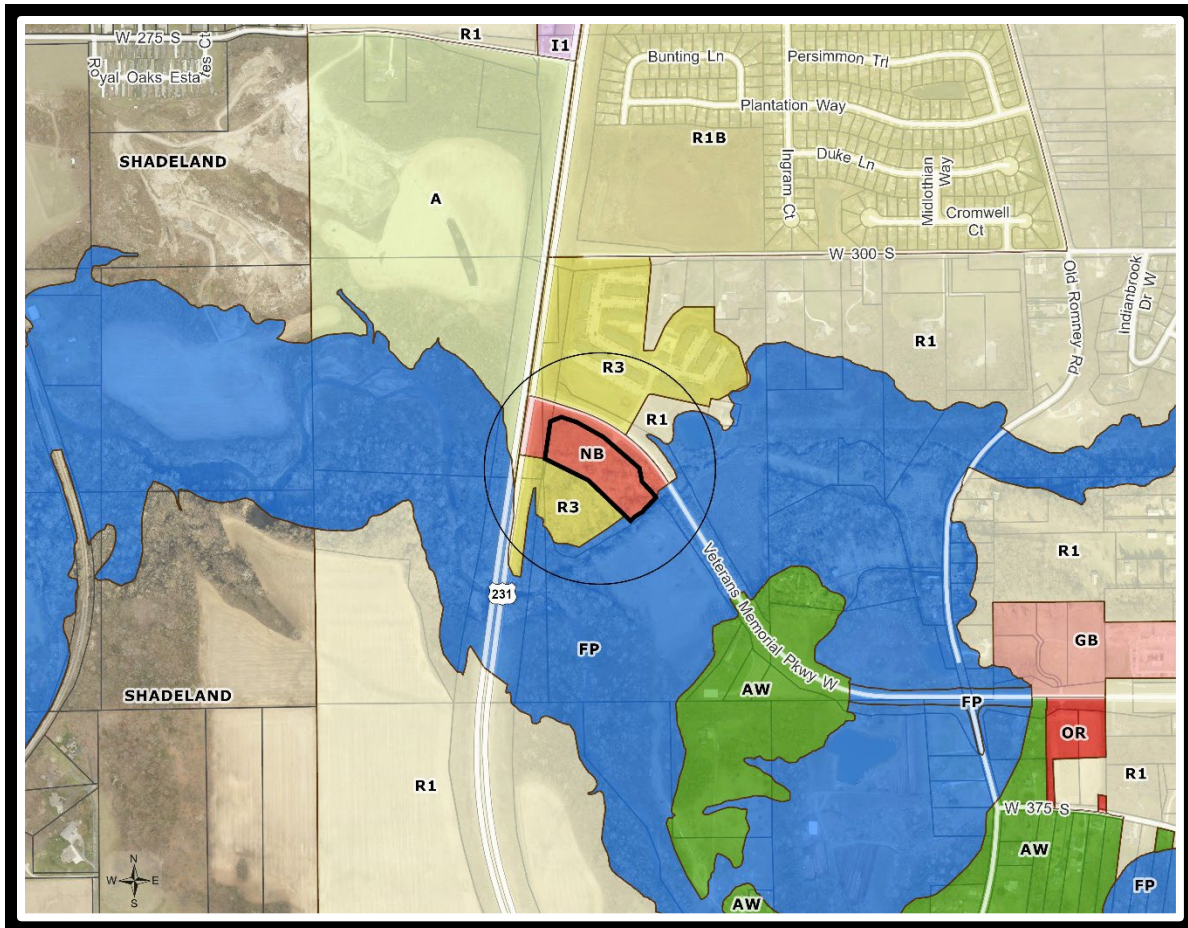 W 275 S
R1
I1
Royal Oaks Estates Ct
Bunting Ln
Persimmon Trl
Plantation Way
R1B
SHADELAND
Duke Ln
Ingram Ct
Midlothian
Way
A
Cromwell
Ct
W 300 S
Old Romney Rd
Indianbrook
Dr W
R1
R3
R1
NB
R3
R1
231
Veterans Memorial Pkwy W
FP
GB
SHADELAND
AW
FP
OR
R1
R1
W 375 S
AW
FP
AW
N
W E
S